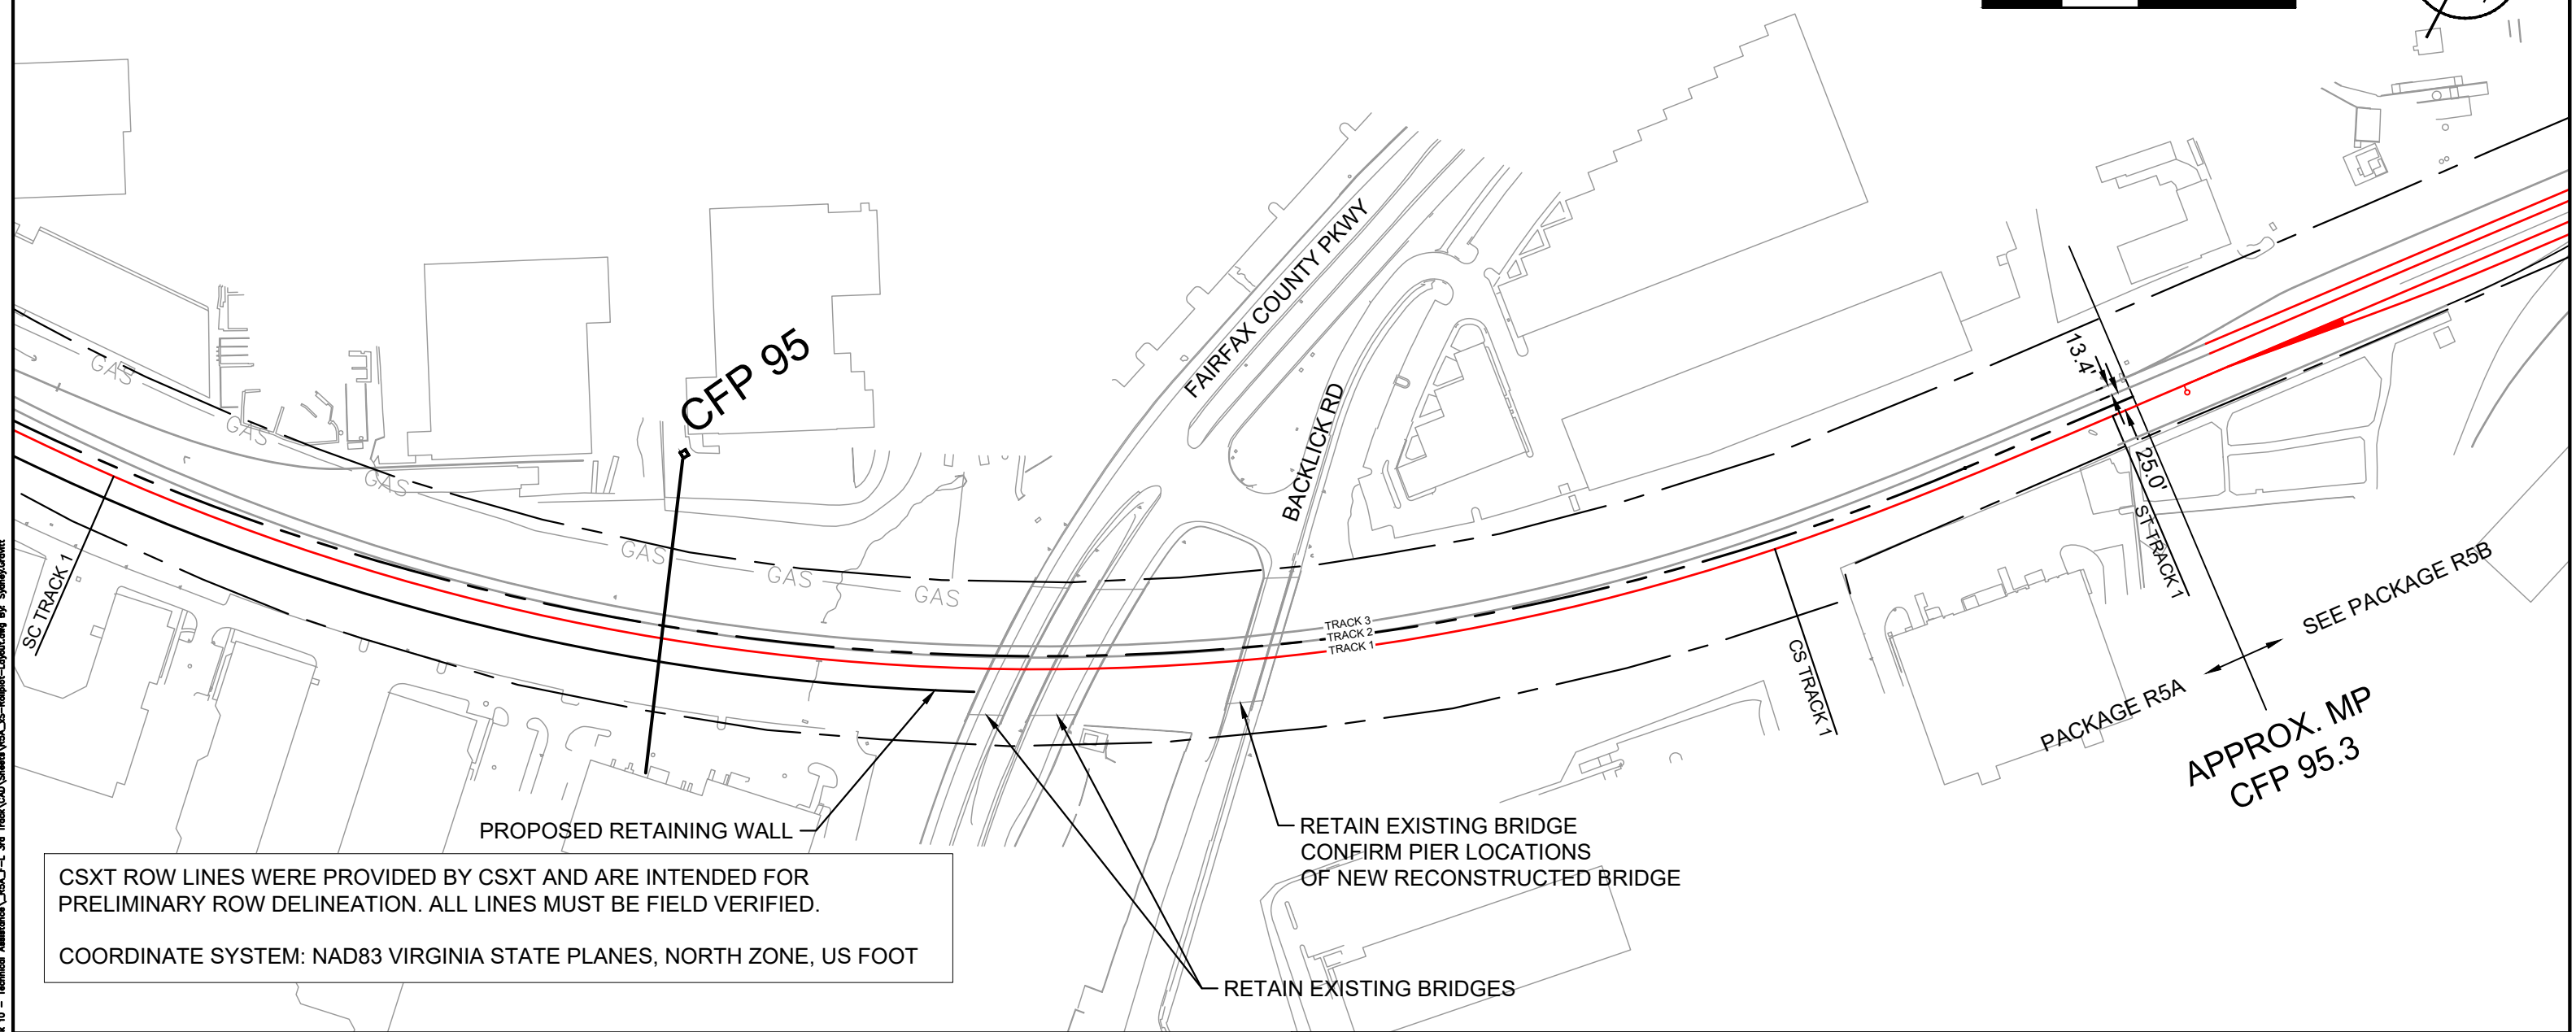 GAS
GAS
GAS
GAS
GAS
GAS
CFP 95
FAIRFAX COUNTY PKWY
BACKLICK RD
13.4'
25.0'
ST TRACK 1
SC TRACK 1
TRACK 3
TRACK 2
TRACK 1
CS TRACK 1
SEE PACKAGE R5B
PACKAGE R5A
APPROX. MP
CFP 95.3
PROPOSED RETAINING WALL
RETAIN EXISTING BRIDGE
CONFIRM PIER LOCATIONS
OF NEW RECONSTRUCTED BRIDGE
RETAIN EXISTING BRIDGES
CSXT ROW LINES WERE PROVIDED BY CSXT AND ARE INTENDED FOR
PRELIMINARY ROW DELINEATION. ALL LINES MUST BE FIELD VERIFIED.
COORDINATE SYSTEM: NAD83 VIRGINIA STATE PLANES, NORTH ZONE, US FOOT